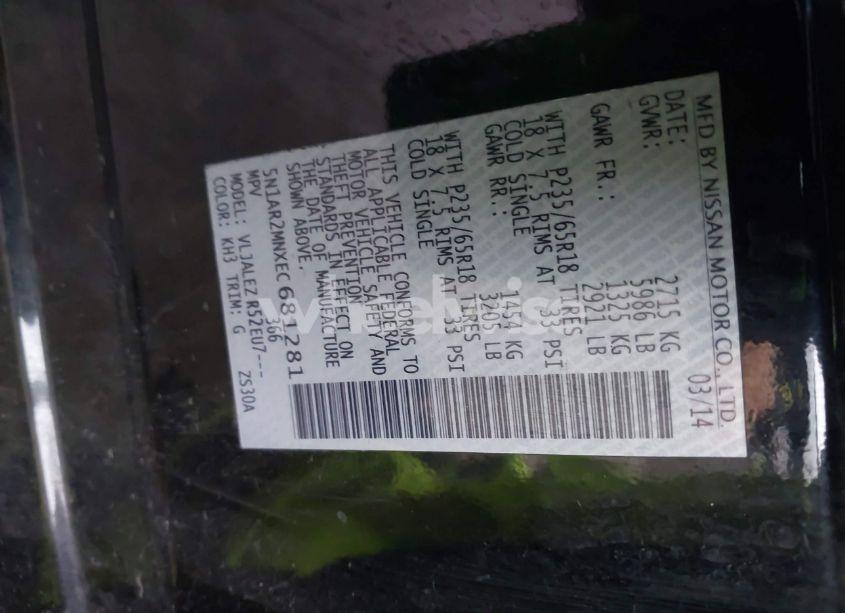 MFD BY NISSAN MOTOR CO., LTD.
DATE: 03/14
GVWR: 2715 KG
5986 LB
GAWR FR.: 1325 KG
2921 LB
WITH P235/65R18 TIRES
18 X 7.5 RIMS AT 33 PSI
COLD SINGLE
GAWR RR.: 1454 KG
3205 LB
WITH P235/65R18 TIRES
18 X 7.5 RIMS AT 33 PSI
COLD SINGLE
THIS VEHICLE CONFORMS TO
ALL APPLICABLE FEDERAL
MOTOR VEHICLE SAFETY AND
THEFT PREVENTION
STANDARDS IN EFFECT ON
THE DATE OF MANUFACTURE
SHOWN ABOVE.
5N1AR2MNXEC681281
MPV 366
MODEL: VLJALEZ R52EU7---
COLOR: KH3 TRIM: G ZS30A